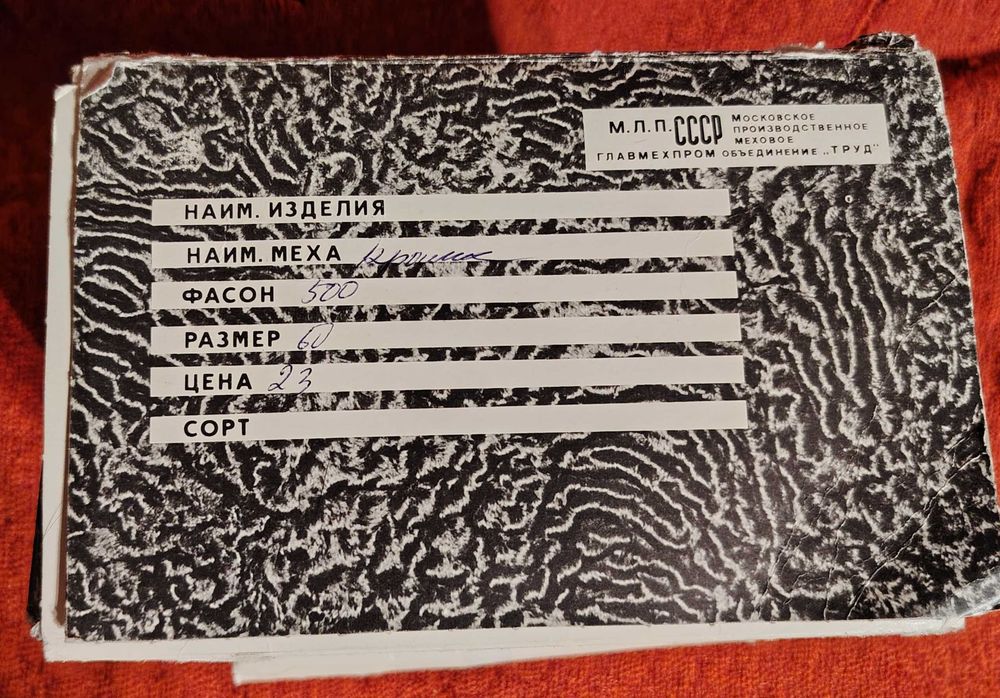 М.Л.П. СССР МОСКОВСКОЕ
ПРОИЗВОДСТВЕННОЕ
МЕХОВОЕ
ГЛАВМЕХПРОМ ОБЪЕДИНЕНИЕ „ТРУД"
НАИМ. ИЗДЕЛИЯ
НАИМ. МЕХА Кролик
ФАСОН 500
РАЗМЕР 60
ЦЕНА 23
СОРТ